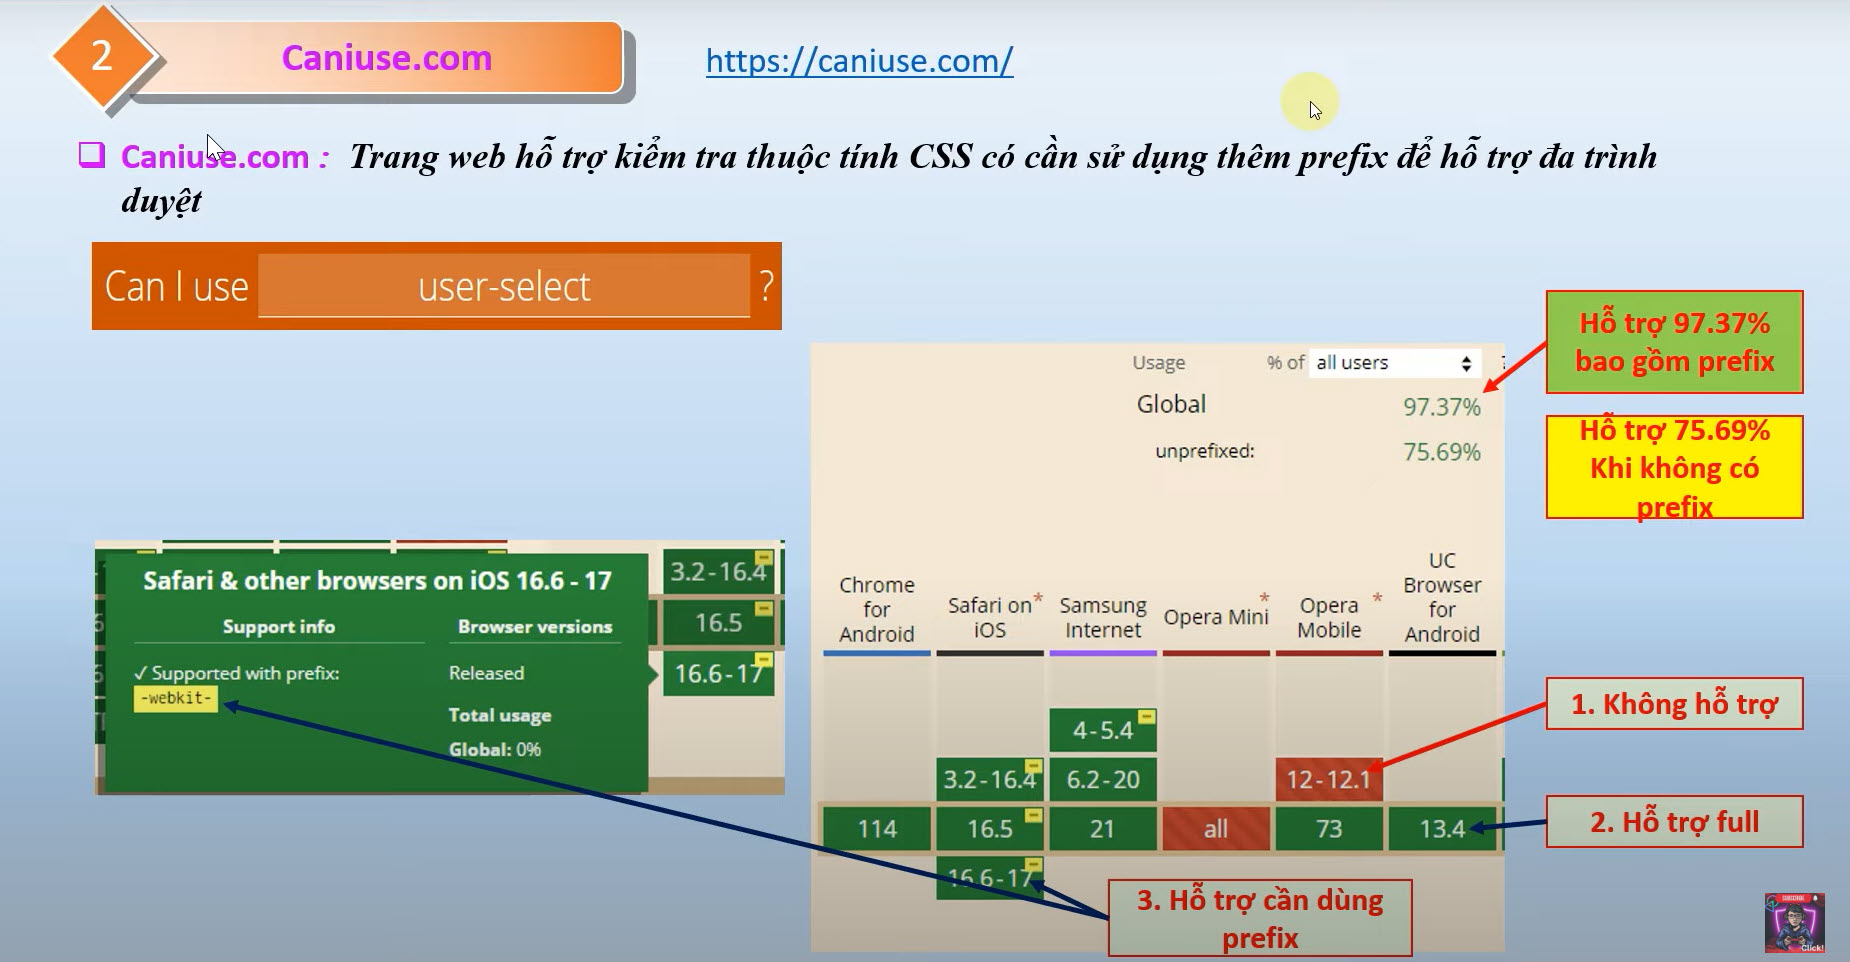 2
Caniuse.com
https://caniuse.com/
Caniuse.com : Trang web hỗ trợ kiểm tra thuộc tính CSS có cần sử dụng thêm prefix để hỗ trợ đa trình
duyệt
Can I use user-select ?
Usage % of all users
Global 97.37%
unprefixed: 75.69%
Hỗ trợ 97.37%
bao gồm prefix
Hỗ trợ 75.69%
Khi không có
prefix
Safari & other browsers on iOS 16.6 - 17
Support info
Browser versions
✓ Supported with prefix:
-webkit-
Released
Total usage
Global: 0%
3.2-16.4
16.5
16.6-17
Chrome
for
Android
Safari on*
iOS
Samsung
Internet
Opera Mini*
Opera*
Mobile
UC
Browser
for
Android
4-5.4
3.2-16.4 6.2-20 12-12.1
114 16.5 21 all 73 13.4
16.6-17
1. Không hỗ trợ
2. Hỗ trợ full
3. Hỗ trợ cần dùng
prefix
SUBSCRIBE
Click!